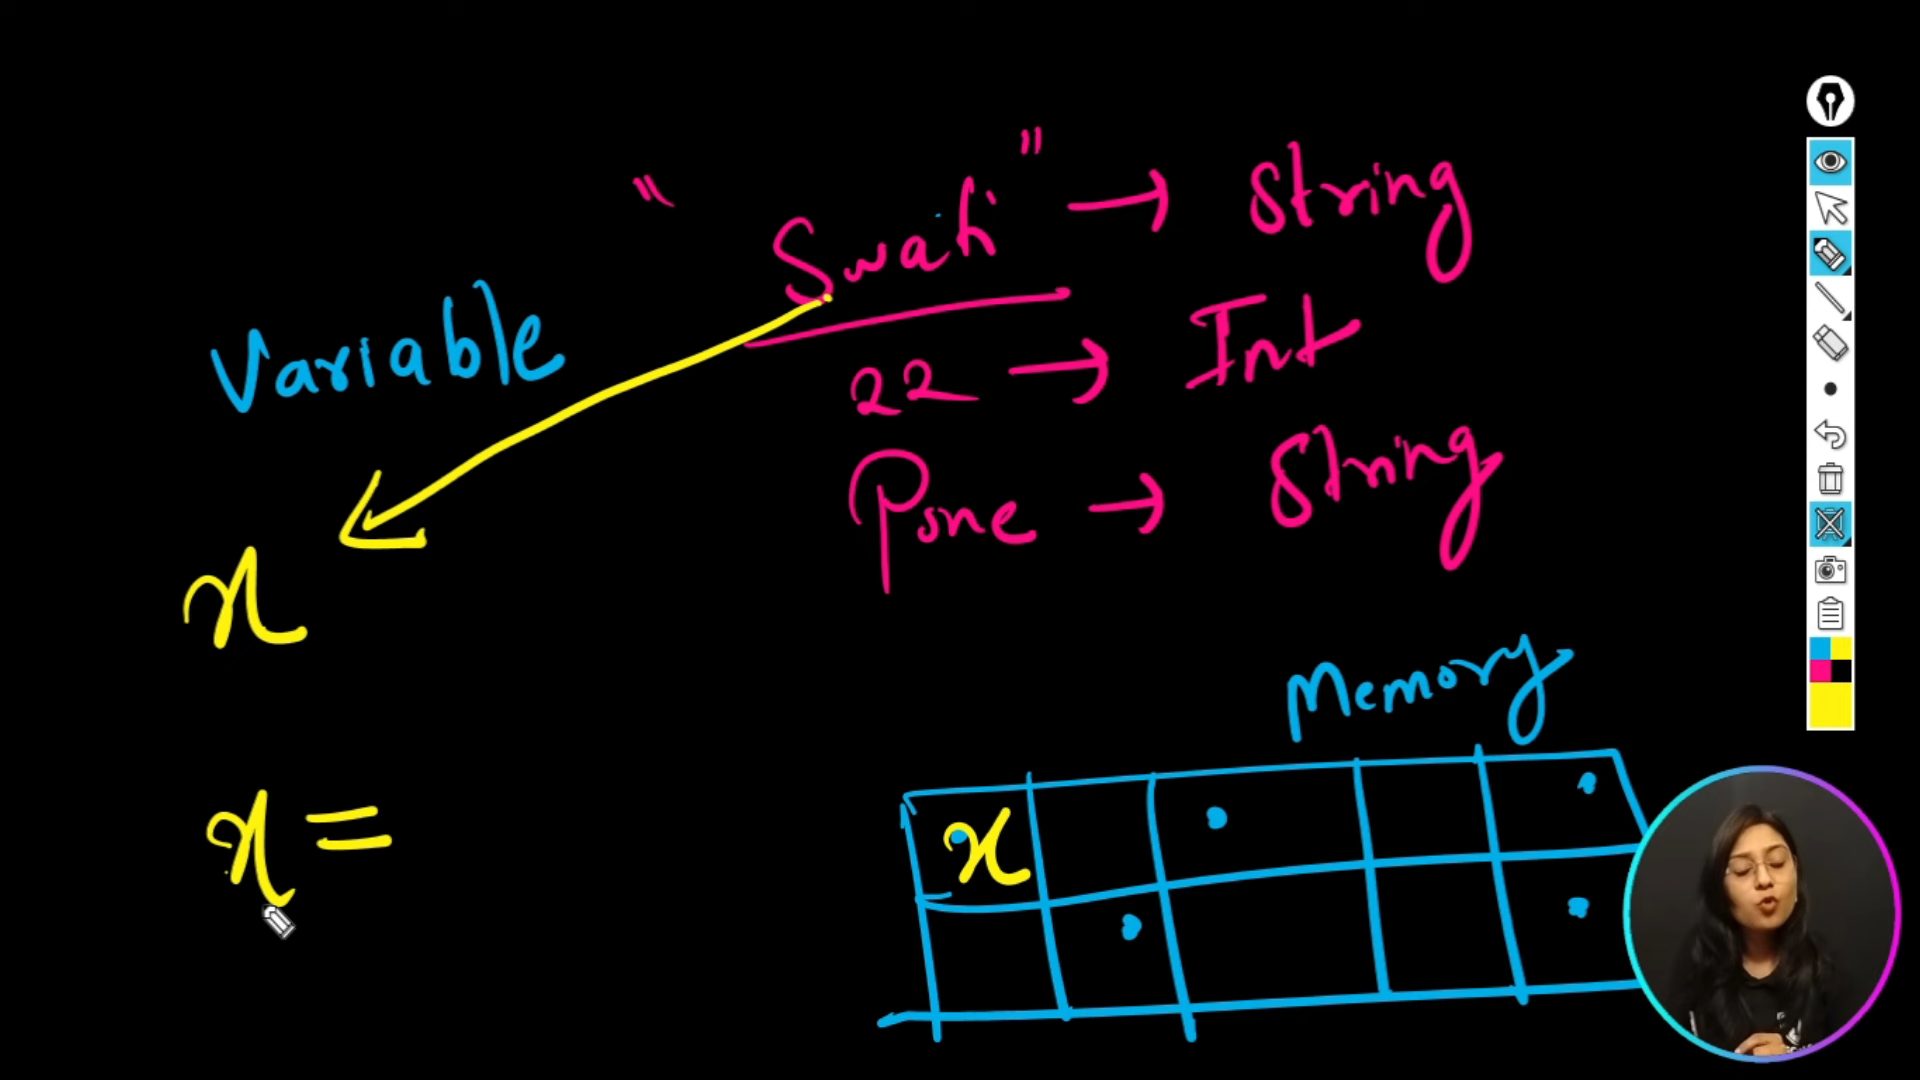 "Swati" → String
Variable
22 → Int
Pune → String
x
Memory
x =
x